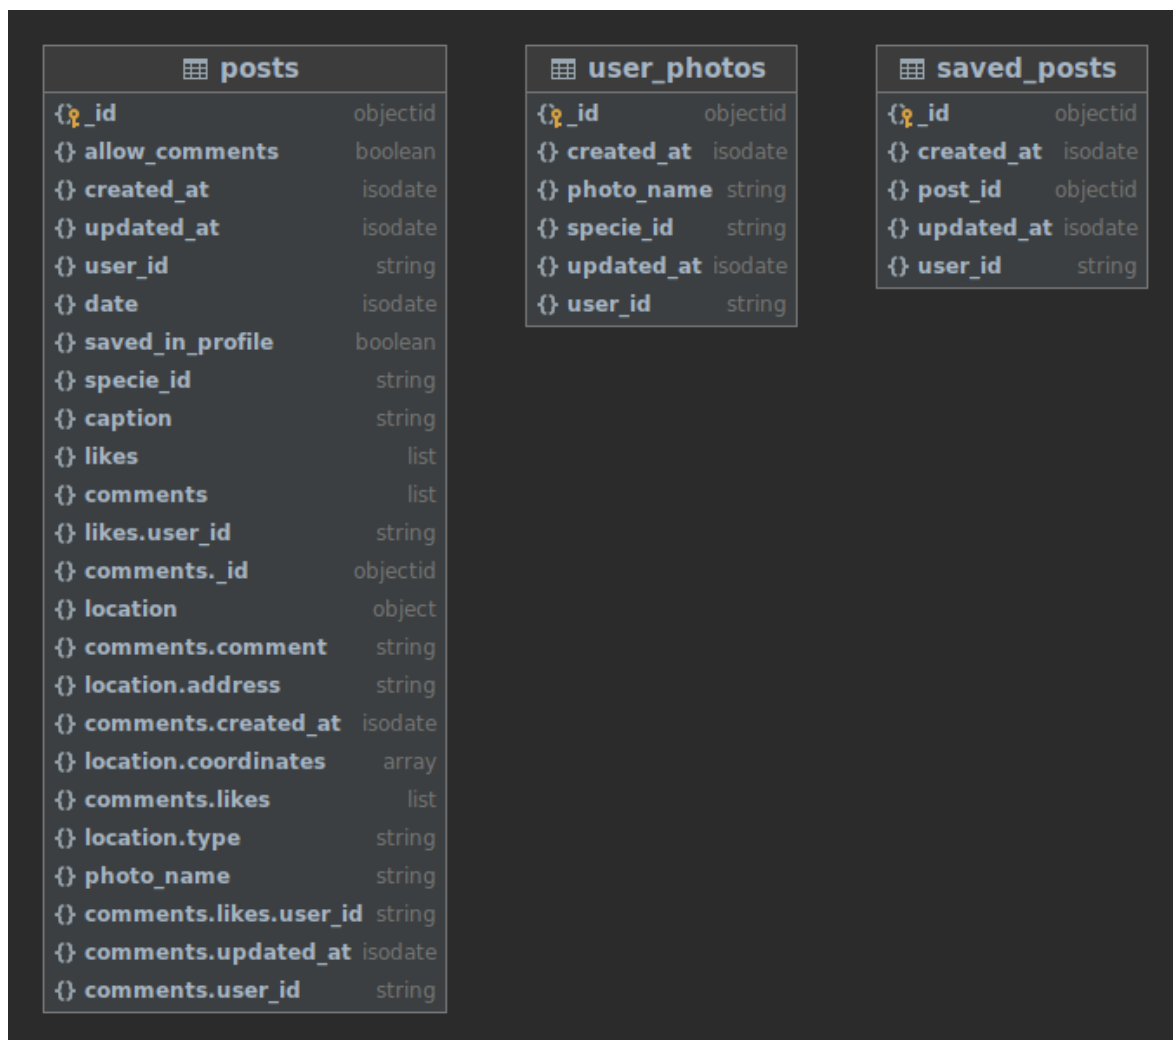 posts
_id objectid
allow_comments boolean
created_at isodate
updated_at isodate
user_id string
date isodate
saved_in_profile boolean
specie_id string
caption string
likes list
comments list
likes.user_id string
comments._id objectid
location object
comments.comment string
location.address string
comments.created_at isodate
location.coordinates array
comments.likes list
location.type string
photo_name string
comments.likes.user_id string
comments.updated_at isodate
comments.user_id string
user_photos
_id objectid
created_at isodate
photo_name string
specie_id string
updated_at isodate
user_id string
saved_posts
_id objectid
created_at isodate
post_id objectid
updated_at isodate
user_id string